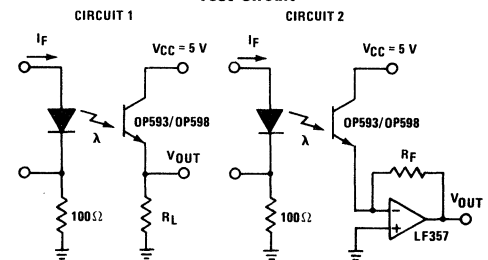 CIRCUIT 1
IF
VCC = 5 V
OP593/OP598
λ
VOUT
100Ω
RL
CIRCUIT 2
IF
VCC = 5 V
OP593/OP598
λ
RF
VOUT
−
+
LF357
100Ω